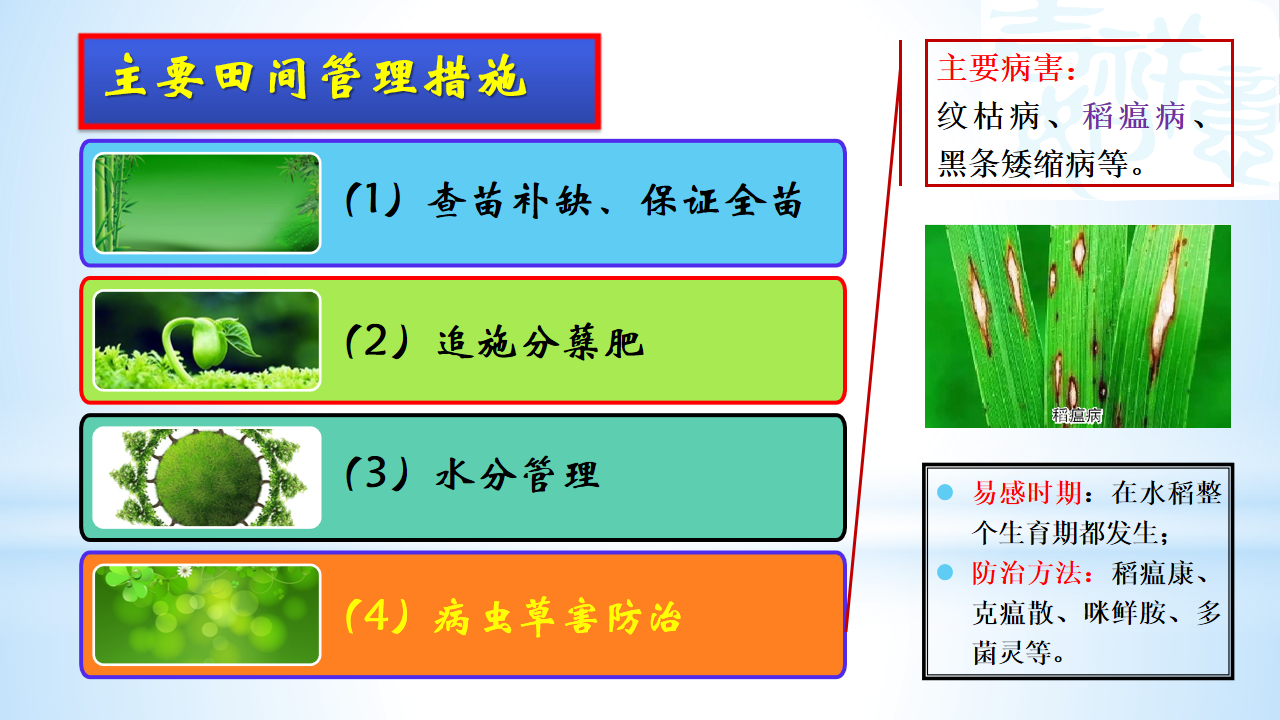 主要田间管理措施
（1）查苗补缺、保证全苗
（2）追施分蘖肥
（3）水分管理
（4）病虫草害防治
主要病害：
纹枯病、稻瘟病、
黑条矮缩病等。
稻瘟病
易感时期：在水稻整
个生育期都发生；
防治方法：稻瘟康、
克瘟散、咪鲜胺、多
菌灵等。